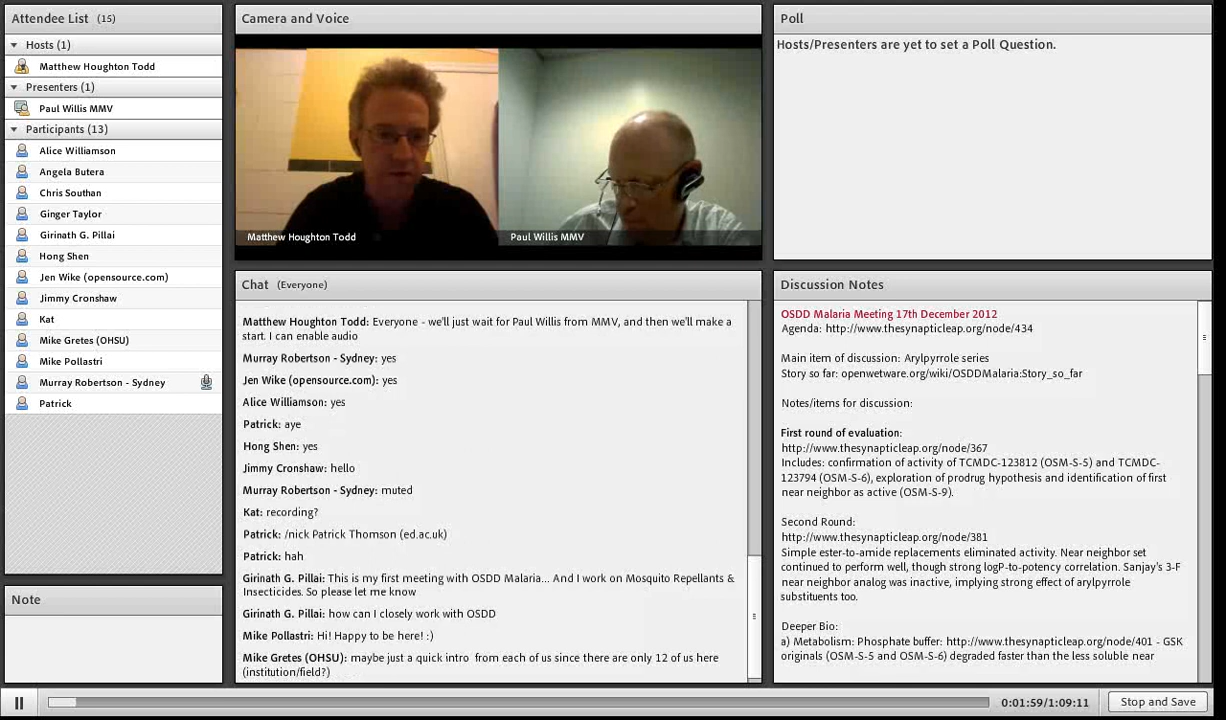 Attendee List (15)
Hosts (1)
Matthew Houghton Todd
Presenters (1)
Paul Willis MMV
Participants (13)
Alice Williamson
Angela Butera
Chris Southan
Ginger Taylor
Girinath G. Pillai
Hong Shen
Jen Wike (opensource.com)
Jimmy Cronshaw
Kat
Mike Gretes (OHSU)
Mike Pollastri
Murray Robertson - Sydney
Patrick
Note
Camera and Voice
Matthew Houghton Todd
Paul Willis MMV
Chat (Everyone)
Matthew Houghton Todd: Everyone - we'll just wait for Paul Willis from MMV, and then we'll make a
start. I can enable audio
Murray Robertson - Sydney: yes
Jen Wike (opensource.com): yes
Alice Williamson: yes
Patrick: aye
Hong Shen: yes
Jimmy Cronshaw: hello
Murray Robertson - Sydney: muted
Kat: recording?
Patrick: /nick Patrick Thomson (ed.ac.uk)
Patrick: hah
Girinath G. Pillai: This is my first meeting with OSDD Malaria... And I work on Mosquito Repellants &
Insecticides. So please let me know
Girinath G. Pillai: how can I closely work with OSDD
Mike Pollastri: Hi! Happy to be here! :)
Mike Gretes (OHSU): maybe just a quick intro from each of us since there are only 12 of us here
(institution/field?)
Poll
Hosts/Presenters are yet to set a Poll Question.
Discussion Notes
OSDD Malaria Meeting 17th December 2012
Agenda: http://www.thesynapticleap.org/node/434
Main item of discussion: Arylpyrrole series
Story so far: openwetware.org/wiki/OSDDMalaria:Story_so_far
Notes/items for discussion:
First round of evaluation:
http://www.thesynapticleap.org/node/367
Includes: confirmation of activity of TCMDC-123812 (OSM-S-5) and TCMDC-
123794 (OSM-S-6), exploration of prodrug hypothesis and identification of first
near neighbor as active (OSM-S-9).
Second Round:
http://www.thesynapticleap.org/node/381
Simple ester-to-amide replacements eliminated activity. Near neighbor set
continued to perform well, though strong logP-to-potency correlation. Sanjay's 3-F
near neighbor analog was inactive, implying strong effect of arylpyrrole
substituents too.
Deeper Bio:
a) Metabolism: Phosphate buffer: http://www.thesynapticleap.org/node/401 - GSK
originals (OSM-S-5 and OSM-S-6) degraded faster than the less soluble near
0:01:59/1:09:11
Stop and Save